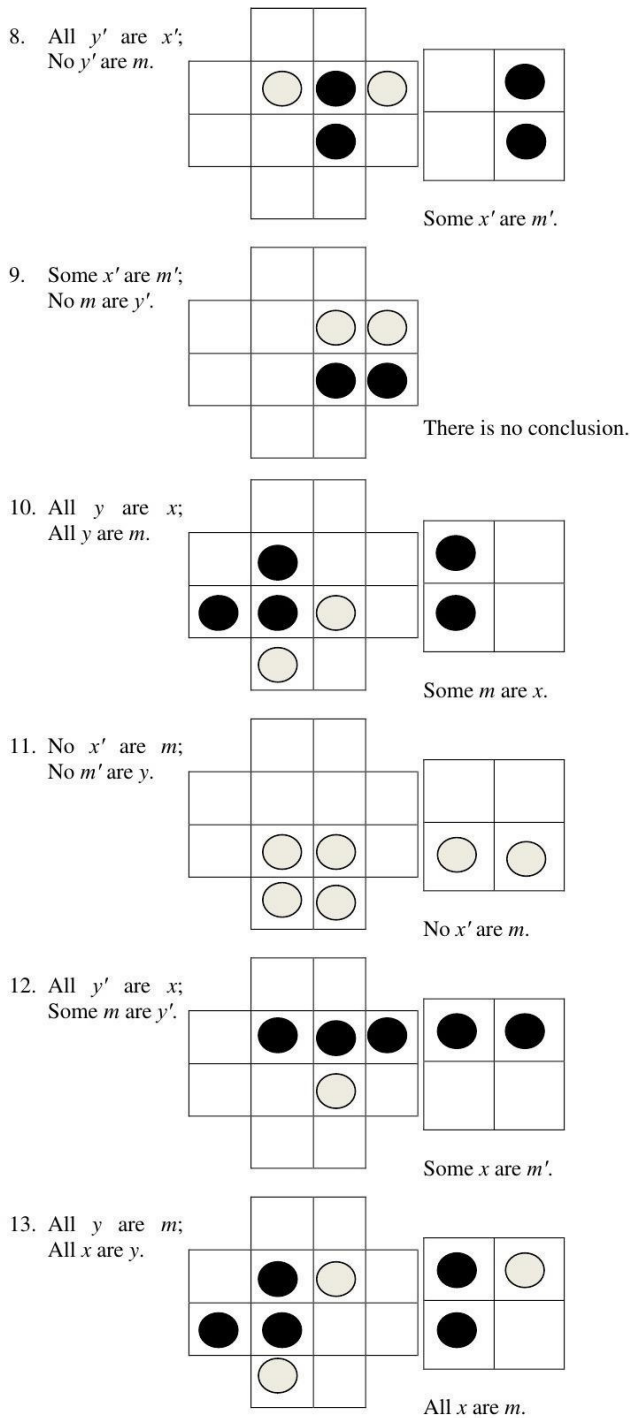 8. All y′ are x′;
No y′ are m.
Some x′ are m′.
9. Some x′ are m′;
No m are y′.
There is no conclusion.
10. All y are x;
All y are m.
Some m are x.
11. No x′ are m;
No m′ are y.
No x′ are m.
12. All y′ are x;
Some m are y′.
Some x are m′.
13. All y are m;
All x are y.
All x are m.